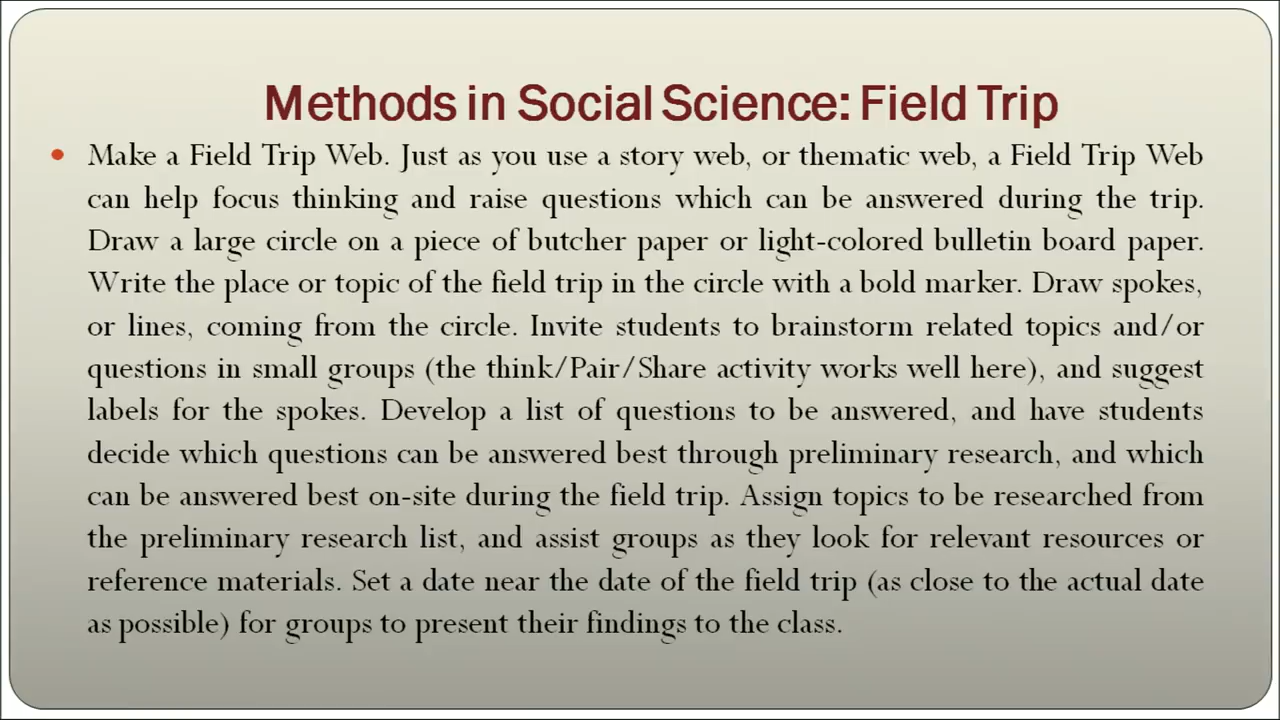 Methods in Social Science: Field Trip
• Make a Field Trip Web. Just as you use a story web, or thematic web, a Field Trip Web
can help focus thinking and raise questions which can be answered during the trip.
Draw a large circle on a piece of butcher paper or light-colored bulletin board paper.
Write the place or topic of the field trip in the circle with a bold marker. Draw spokes,
or lines, coming from the circle. Invite students to brainstorm related topics and/or
questions in small groups (the think/Pair/Share activity works well here), and suggest
labels for the spokes. Develop a list of questions to be answered, and have students
decide which questions can be answered best through preliminary research, and which
can be answered best on-site during the field trip. Assign topics to be researched from
the preliminary research list, and assist groups as they look for relevant resources or
reference materials. Set a date near the date of the field trip (as close to the actual date
as possible) for groups to present their findings to the class.